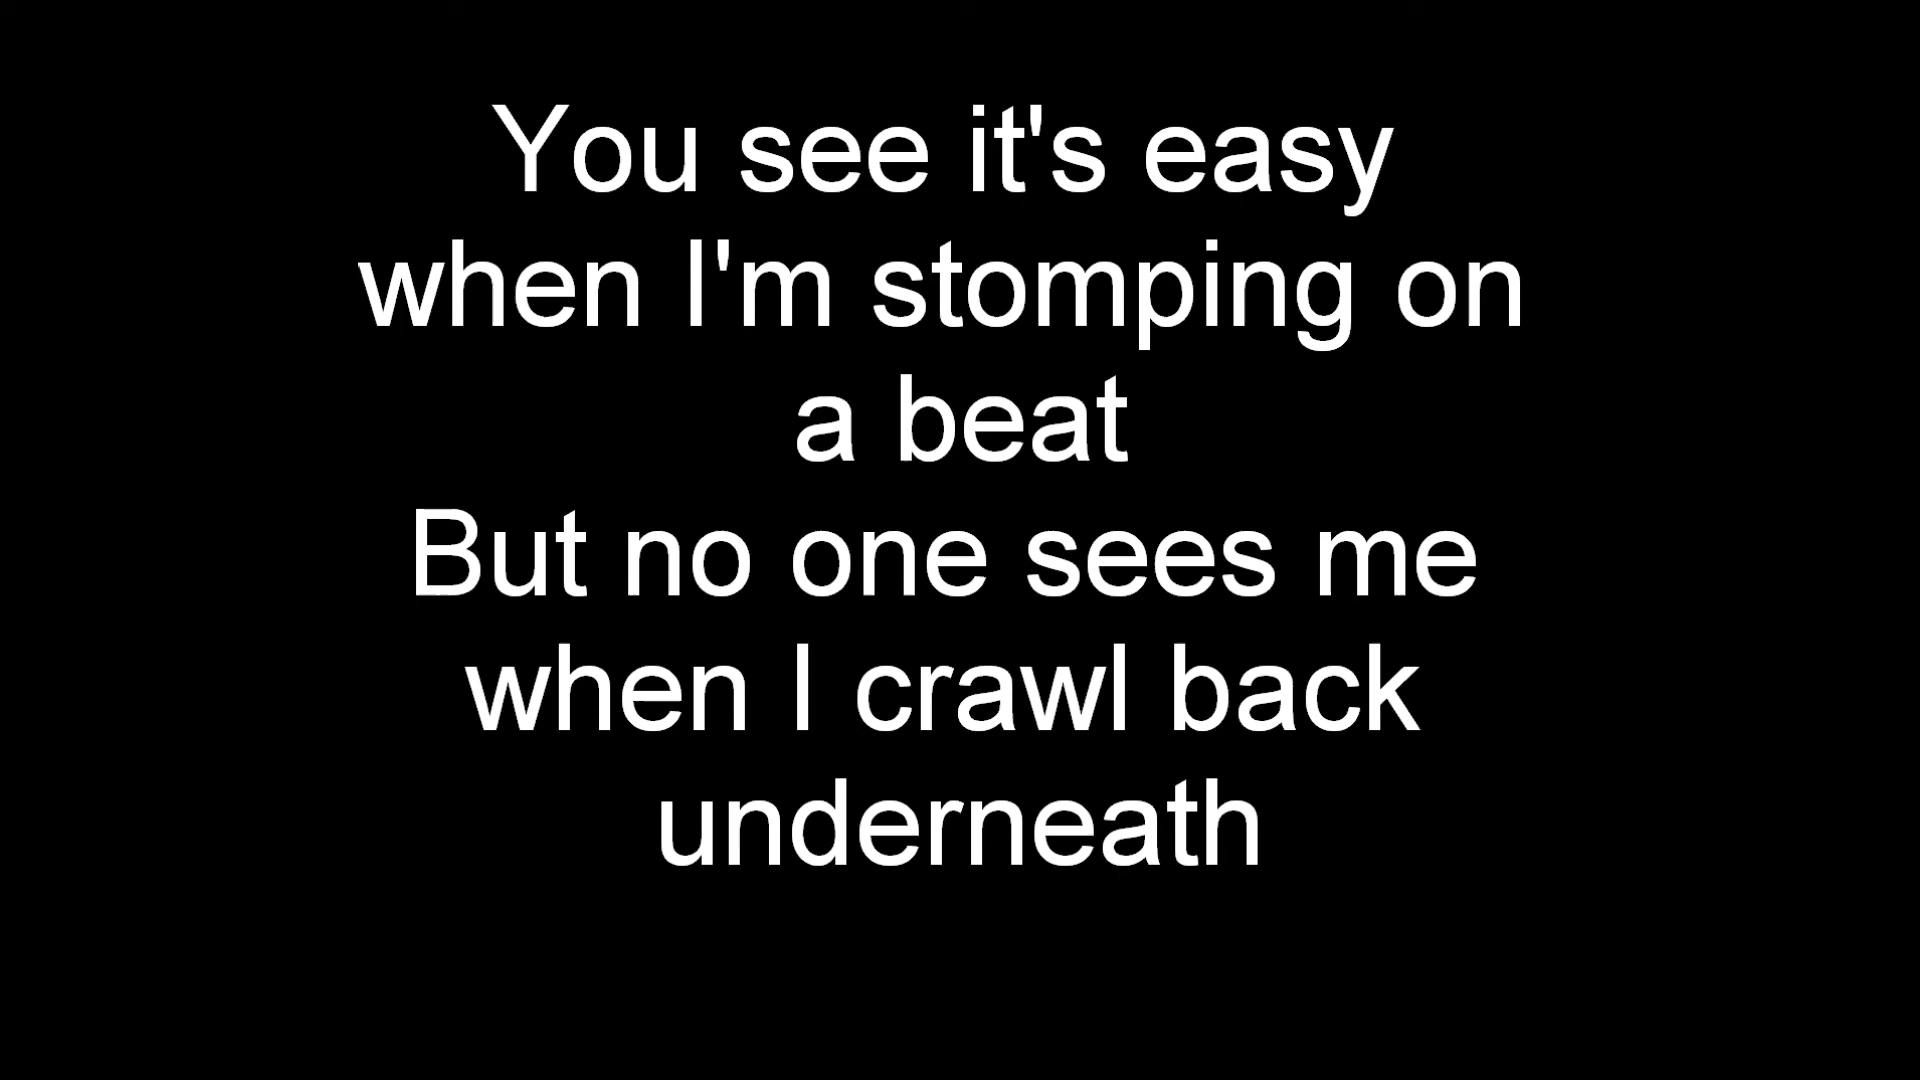 You see it's easy
when I'm stomping on
a beat
But no one sees me
when I crawl back
underneath